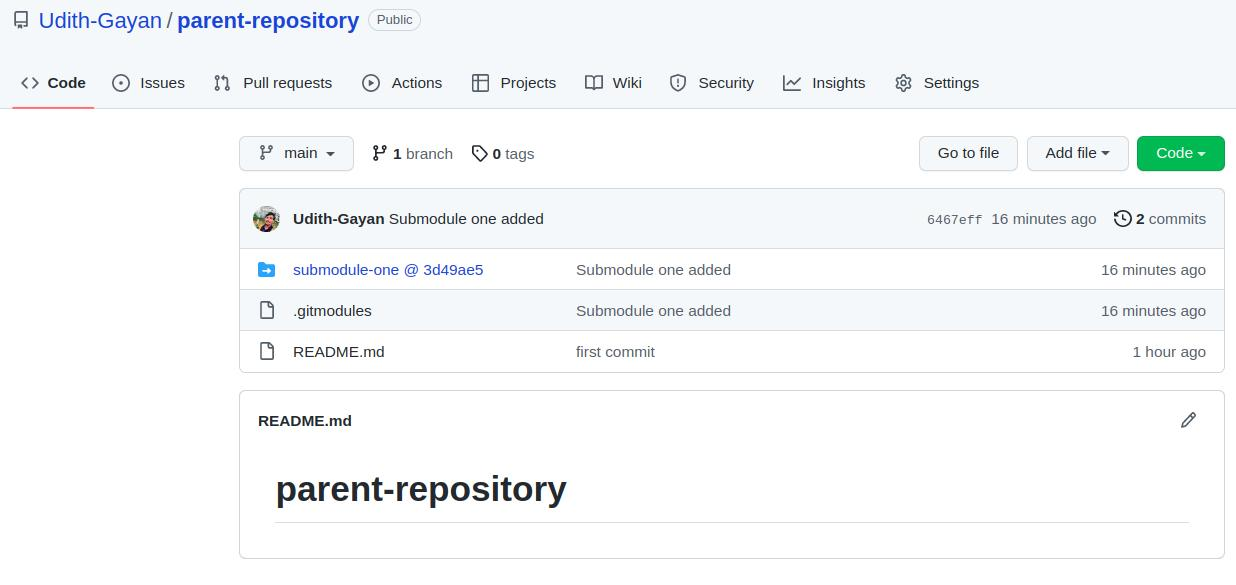 Udith-Gayan / parent-repository Public
Code Issues Pull requests Actions Projects Wiki Security Insights Settings
main 1 branch 0 tags Go to file Add file Code
Udith-Gayan Submodule one added 6467eff 16 minutes ago 2 commits
submodule-one @ 3d49ae5 Submodule one added 16 minutes ago
.gitmodules Submodule one added 16 minutes ago
README.md first commit 1 hour ago
README.md
parent-repository